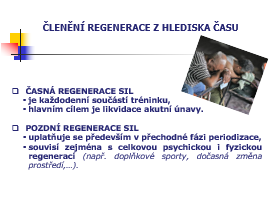 ČLENĚNÍ REGENERACE Z HLEDISKA ČASU
❑ ČASNÁ REGENERACE SIL
▪ je každodenní součástí tréninku,
▪ hlavním cílem je likvidace akutní únavy.
❑ POZDNÍ REGENERACE SIL
▪ uplatňuje se především v přechodné fázi periodizace,
▪ souvisí zejména s celkovou psychickou i fyzickou
regenerací (např. doplňkové sporty, dočasná změna
prostředí,…).